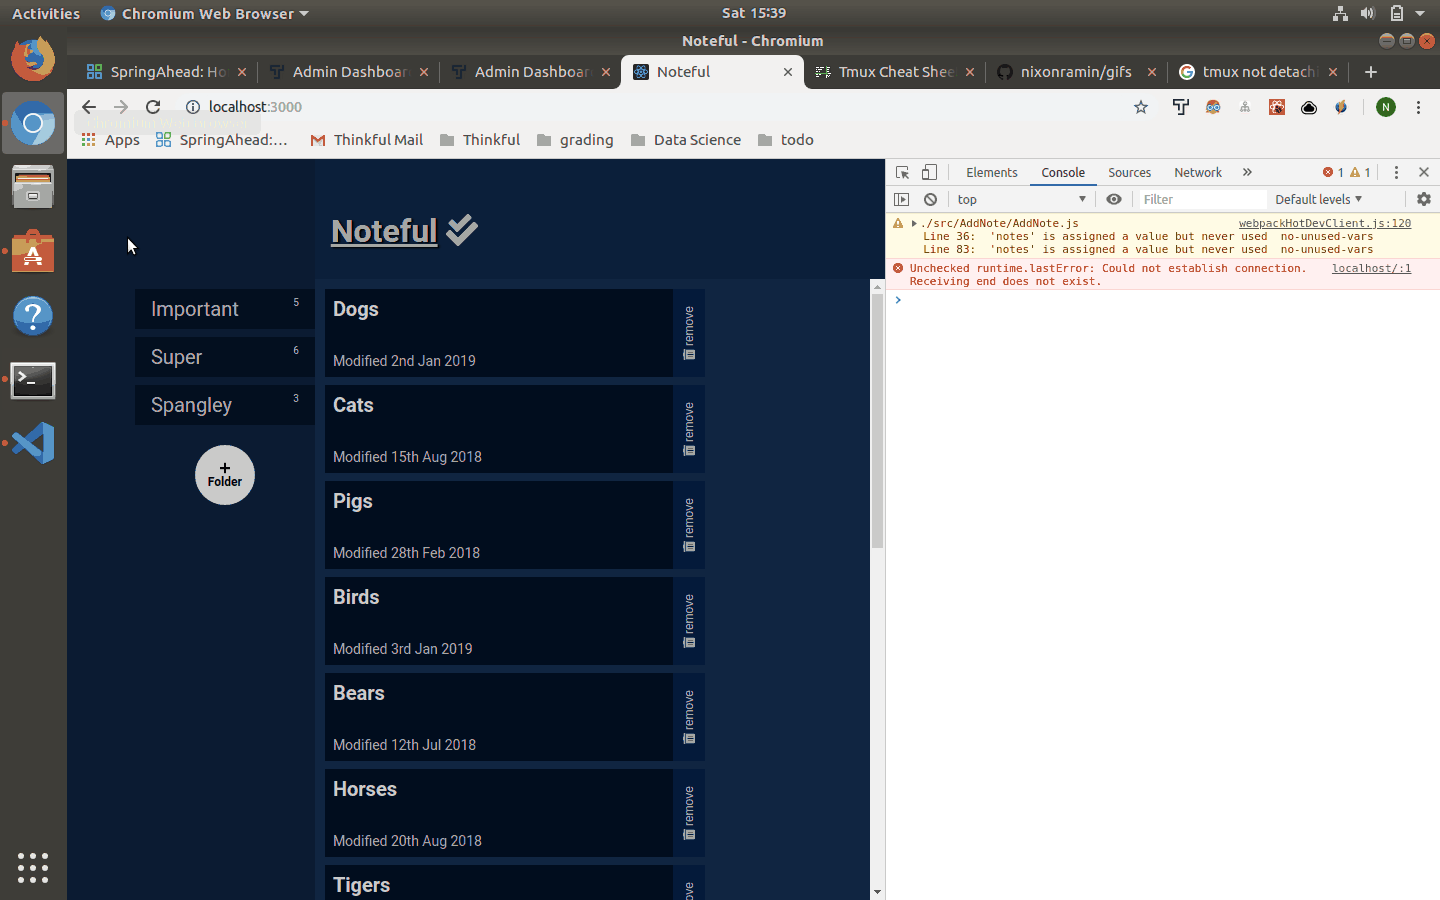 Activities Chromium Web Browser Sat 15:39
Noteful - Chromium
SpringAhead: Ho Admin Dashboar Admin Dashboar Noteful Tmux Cheat Shee nixonramin/gifs tmux not detach
localhost:3000 N
Apps SpringAhead:... Thinkful Mail Thinkful grading Data Science todo
Elements Console Sources Network » 1 1
top Filter Default levels
./src/AddNote/AddNote.js webpackHotDevClient.js:120
Line 36: 'notes' is assigned a value but never used no-unused-vars
Line 83: 'notes' is assigned a value but never used no-unused-vars
Unchecked runtime.lastError: Could not establish connection. localhost/:1
Receiving end does not exist.
Noteful
Important 5
Super 6
Spangley 3
+
Folder
Dogs
Modified 2nd Jan 2019
remove
Cats
Modified 15th Aug 2018
remove
Pigs
Modified 28th Feb 2018
remove
Birds
Modified 3rd Jan 2019
remove
Bears
Modified 12th Jul 2018
remove
Horses
Modified 20th Aug 2018
remove
Tigers